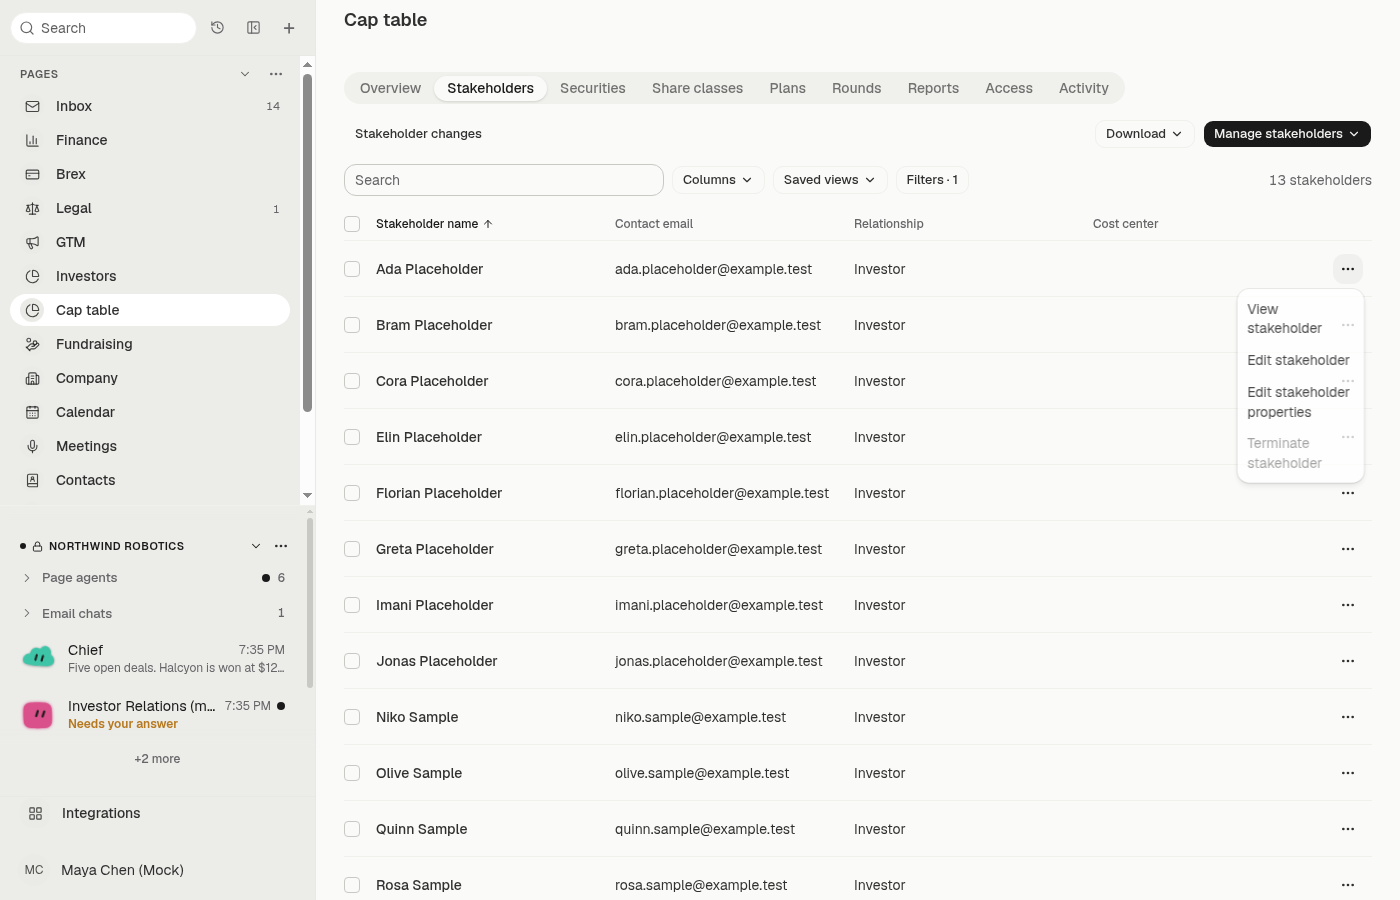 Search
PAGES
Inbox 14
Finance
Brex
Legal 1
GTM
Investors
Cap table
Fundraising
Company
Calendar
Meetings
Contacts
NORTHWIND ROBOTICS
Page agents 6
Email chats 1
Chief 7:35 PM
Five open deals. Halcyon is won at $12...
Investor Relations (m... 7:35 PM
Needs your answer
+2 more
Integrations
MC Maya Chen (Mock)
Cap table
Overview Stakeholders Securities Share classes Plans Rounds Reports Access Activity
Stakeholder changes Download Manage stakeholders
Search Columns Saved views Filters · 1 13 stakeholders
Stakeholder name Contact email Relationship Cost center
Ada Placeholder ada.placeholder@example.test Investor
Bram Placeholder bram.placeholder@example.test Investor
Cora Placeholder cora.placeholder@example.test Investor
Elin Placeholder elin.placeholder@example.test Investor
Florian Placeholder florian.placeholder@example.test Investor
Greta Placeholder greta.placeholder@example.test Investor
Imani Placeholder imani.placeholder@example.test Investor
Jonas Placeholder jonas.placeholder@example.test Investor
Niko Sample niko.sample@example.test Investor
Olive Sample olive.sample@example.test Investor
Quinn Sample quinn.sample@example.test Investor
Rosa Sample rosa.sample@example.test Investor
View
stakeholder
Edit stakeholder
Edit stakeholder
properties
Terminate
stakeholder